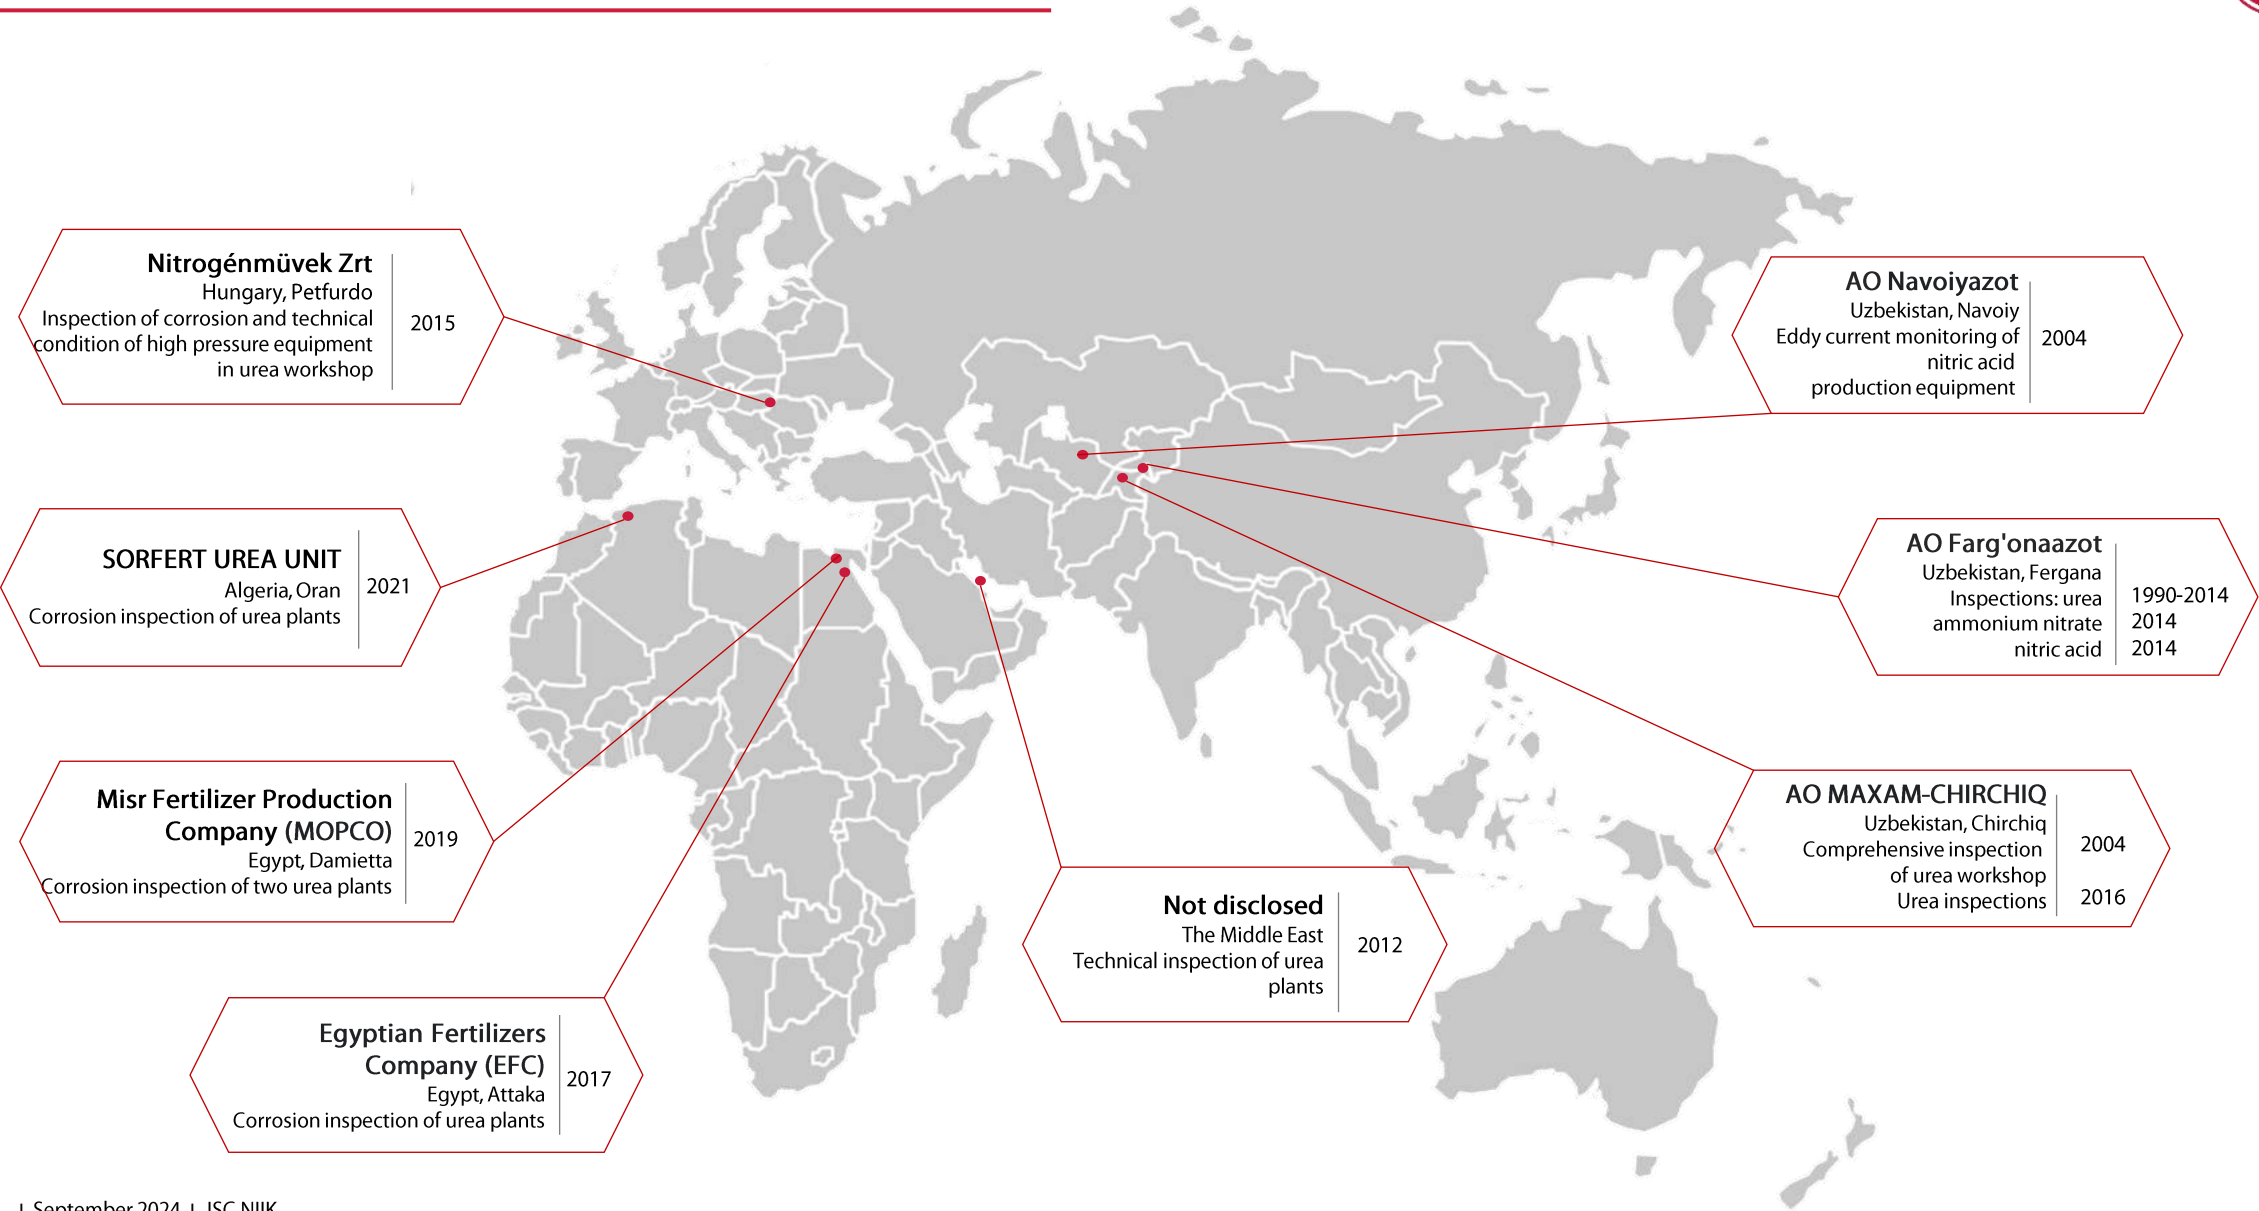 Nitrogénmüvek Zrt
Hungary, Petfurdo
Inspection of corrosion and technical
condition of high pressure equipment
in urea workshop
2015
SORFERT UREA UNIT
Algeria, Oran
Corrosion inspection of urea plants
2021
Misr Fertilizer Production
Company (MOPCO)
Egypt, Damietta
Corrosion inspection of two urea plants
2019
Egyptian Fertilizers
Company (EFC)
Egypt, Attaka
Corrosion inspection of urea plants
2017
Not disclosed
The Middle East
Technical inspection of urea
plants
2012
AO Navoiyazot
Uzbekistan, Navoiy
Eddy current monitoring of
nitric acid
production equipment
2004
AO Farg'onaazot
Uzbekistan, Fergana
Inspections: urea 1990-2014
ammonium nitrate 2014
nitric acid 2014
AO MAXAM-CHIRCHIQ
Uzbekistan, Chirchiq
Comprehensive inspection 2004
of urea workshop
Urea inspections 2016
September 2024 | JSC NIIK